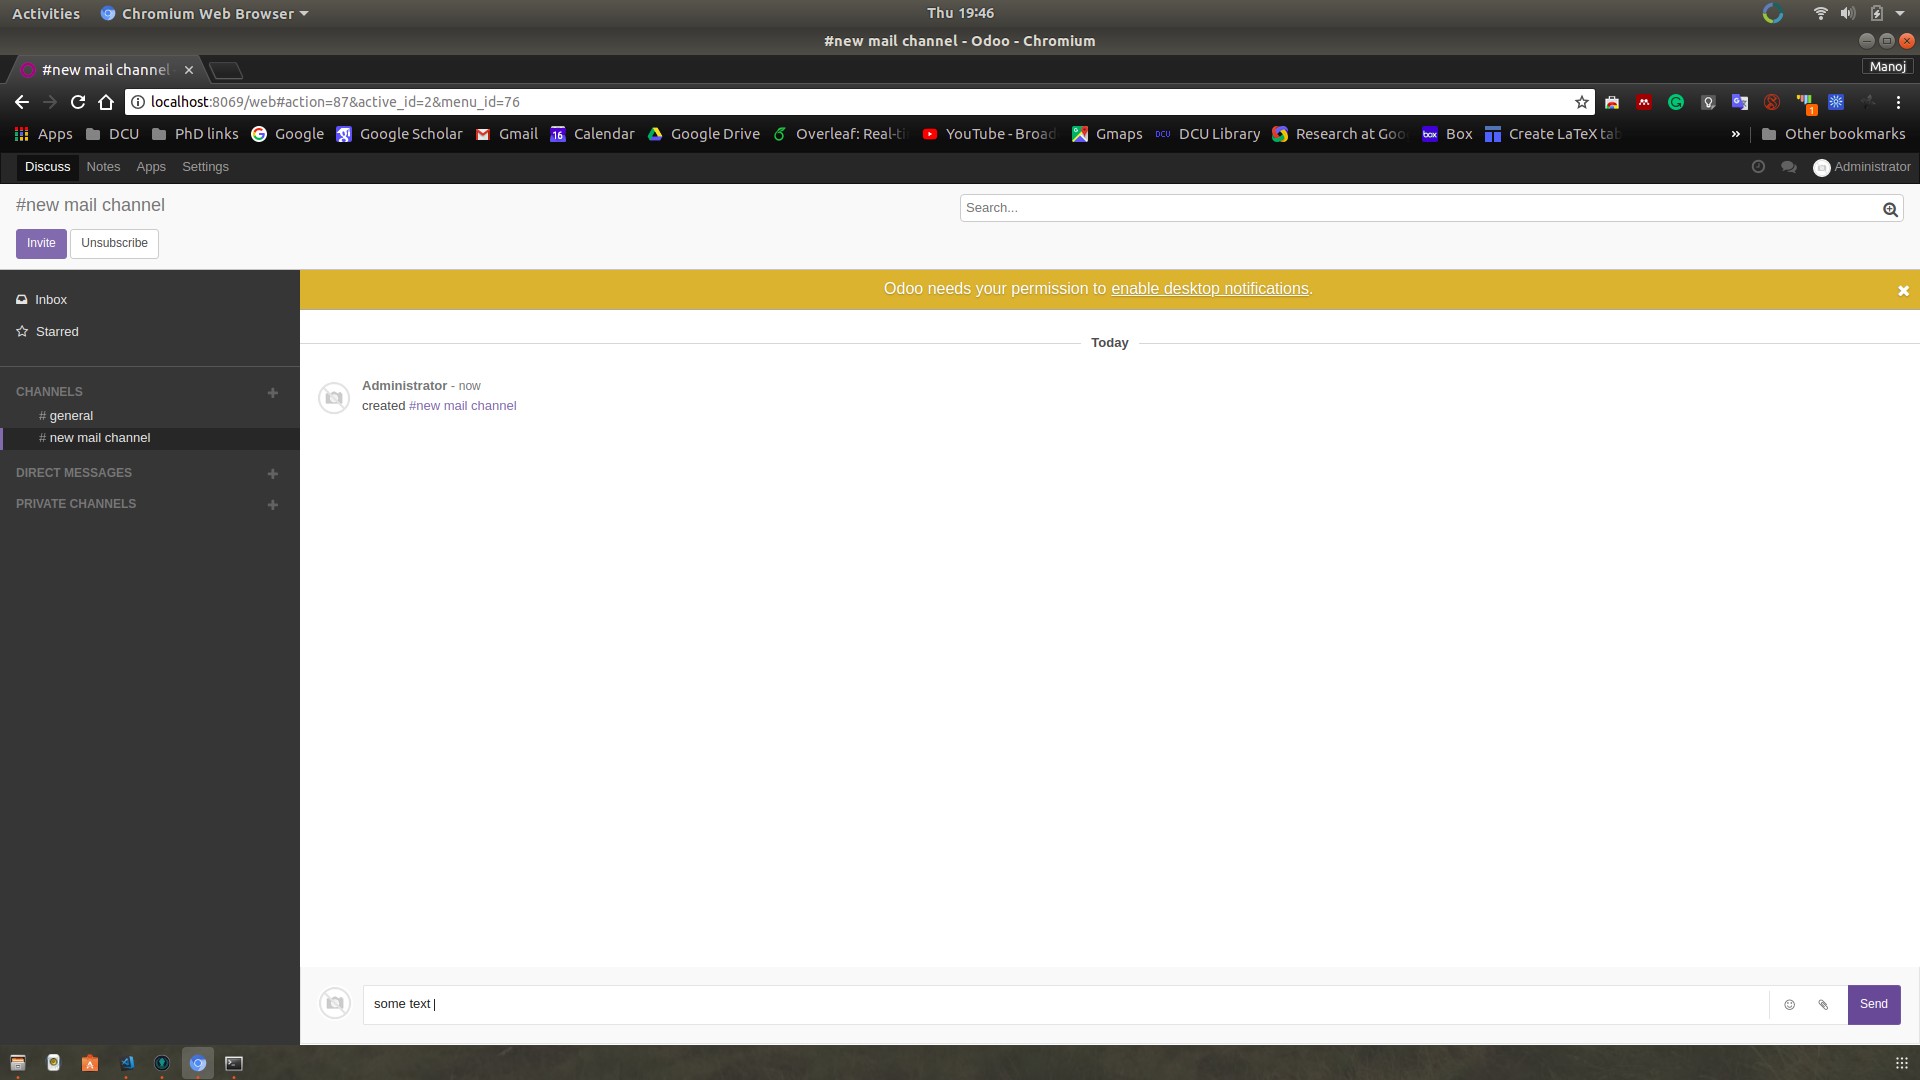 Activities Chromium Web Browser Thu 19:46
#new mail channel - Odoo - Chromium
#new mail channel Manoj
localhost:8069/web#action=87&active_id=2&menu_id=76
Apps DCU PhD links Google Google Scholar Gmail 16 Calendar Google Drive Overleaf: Real-ti YouTube - Broad Gmaps DCU DCU Library Research at Goo box Box Create LaTeX tab » Other bookmarks
Discuss Notes Apps Settings Administrator
#new mail channel Search...
Invite Unsubscribe
Odoo needs your permission to enable desktop notifications.
Inbox
Starred
Today
CHANNELS
# general
# new mail channel
DIRECT MESSAGES
PRIVATE CHANNELS
Administrator - now
created #new mail channel
some text Send